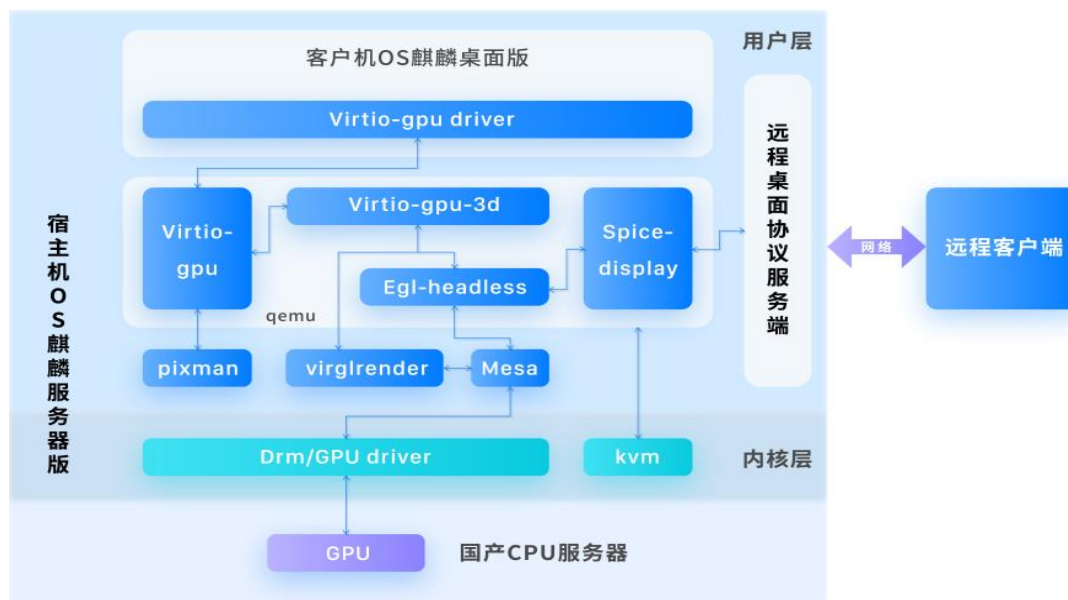 用户层
客户机OS麒麟桌面版
Virtio-gpu driver
宿主机OS麒麟服务器版
Virtio-
gpu
Virtio-gpu-3d
Egl-headless
Spice-
display
qemu
远程桌面协议服务端
网络
远程客户端
pixman
virglrender
Mesa
Drm/GPU driver
kvm
内核层
GPU
国产CPU服务器